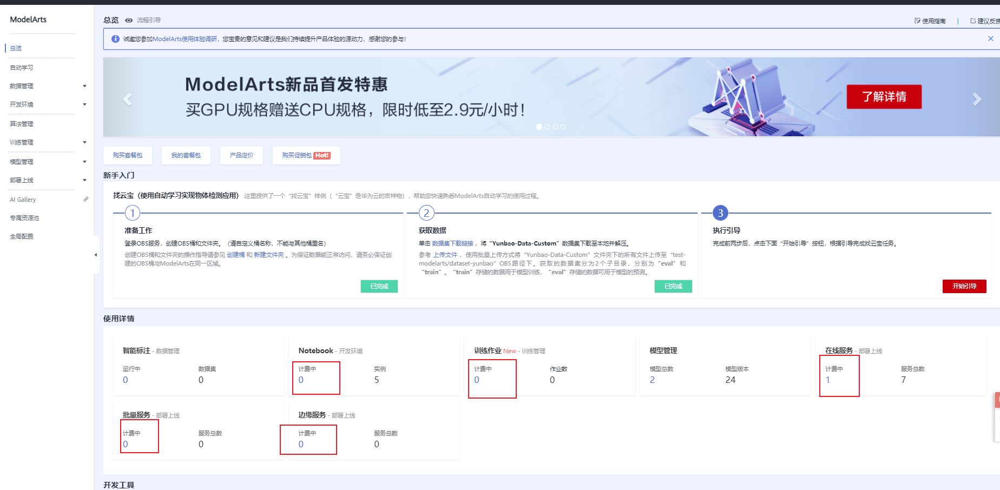 ModelArts
总览
自动学习
数据管理
开发环境
算法管理
训练管理
模型管理
部署上线
AI Gallery
专属资源池
全局配置
总览 流程引导
使用指南 | 建议反馈
诚邀您参加ModelArts使用体验调研，您宝贵的意见和建议是我们持续提升产品体验的源动力，感谢您的参与！
ModelArts新品首发特惠
买GPU规格赠送CPU规格，限时低至2.9元/小时！
了解详情
购买套餐包 我的套餐包 产品定价 购买促销包 Hot!
新手入门
找云宝（使用自动学习实现物体检测应用） 这里提供了一个“找云宝”样例（ “云宝”是华为云的吉祥物），帮助您快速熟悉ModelArts自动学习的使用过程。
1
准备工作
登录OBS服务，创建OBS桶和文件夹。（请自定义桶名称，不能与其他桶重名）
创建OBS桶和文件夹的操作指导请参见 创建桶 和 新建文件夹 。为保证数据能正常访问，请务必保证创
建的OBS桶与ModelArts在同一区域。
已完成
2
获取数据
单击 数据集下载链接 ，将“Yunbao-Data-Custom”数据集下载至本地并解压。
参考 上传文件 ，使用批量上传方式将“Yunbao-Data-Custom”文件夹下的所有文件上传至“test-
modelarts/dataset-yunbao”OBS路径下。获取的数据集分为2个子目录，分别为“eval”和
“train”。“train”存储的数据用于模型训练，“eval”存储的数据可用于模型的预测。
已完成
3
执行引导
完成前两步后，点击下面“开始引导”按钮，根据引导完成找云宝任务。
开始引导
使用详情
智能标注 - 数据管理
运行中 数据集
0 0
Notebook - 开发环境
计费中 实例
0 5
训练作业 New - 训练管理
计费中 作业数
0 0
模型管理
模型总数 模型版本
2 24
在线服务 - 部署上线
计费中 服务总数
1 7
批量服务 - 部署上线
计费中 服务总数
0 0
边缘服务 - 部署上线
计费中 服务总数
0 0
开发工具